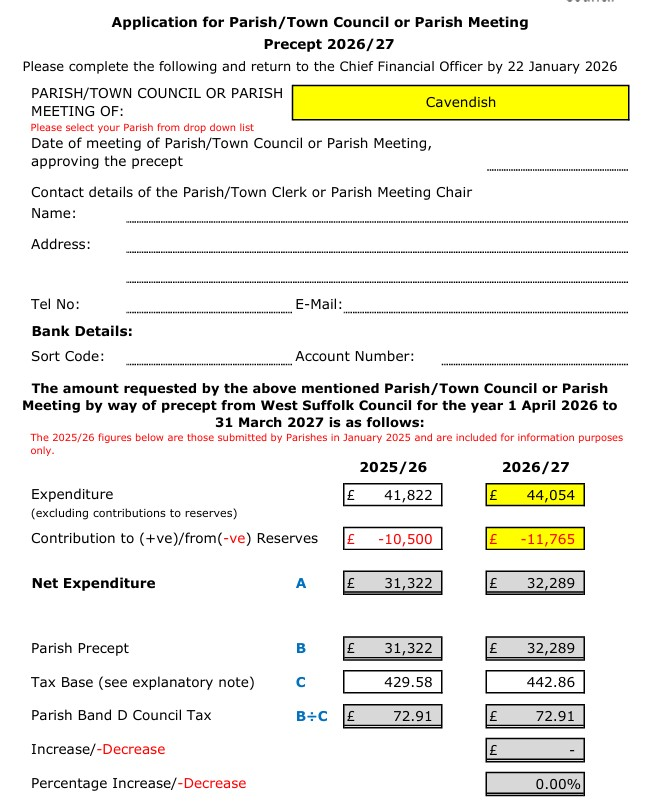 Application for Parish/Town Council or Parish Meeting
Precept 2026/27
Please complete the following and return to the Chief Financial Officer by 22 January 2026
PARISH/TOWN COUNCIL OR PARISH
MEETING OF:
Cavendish
Please select your Parish from drop down list
Date of meeting of Parish/Town Council or Parish Meeting,
approving the precept
Contact details of the Parish/Town Clerk or Parish Meeting Chair
Name:
Address:
Tel No: E-Mail:
Bank Details:
Sort Code: Account Number:
The amount requested by the above mentioned Parish/Town Council or Parish
Meeting by way of precept from West Suffolk Council for the year 1 April 2026 to
31 March 2027 is as follows:
The 2025/26 figures below are those submitted by Parishes in January 2025 and are included for information purposes
only.
2025/26 2026/27
Expenditure £ 41,822 £ 44,054
(excluding contributions to reserves)
Contribution to (+ve)/from(-ve) Reserves £ -10,500 £ -11,765
Net Expenditure A £ 31,322 £ 32,289
Parish Precept B £ 31,322 £ 32,289
Tax Base (see explanatory note) C 429.58 442.86
Parish Band D Council Tax B÷C £ 72.91 £ 72.91
Increase/-Decrease £ -
Percentage Increase/-Decrease 0.00%